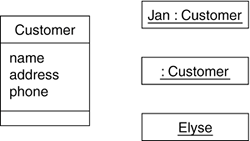 Customer
name
address
phone
Jan : Customer
: Customer
Elyse